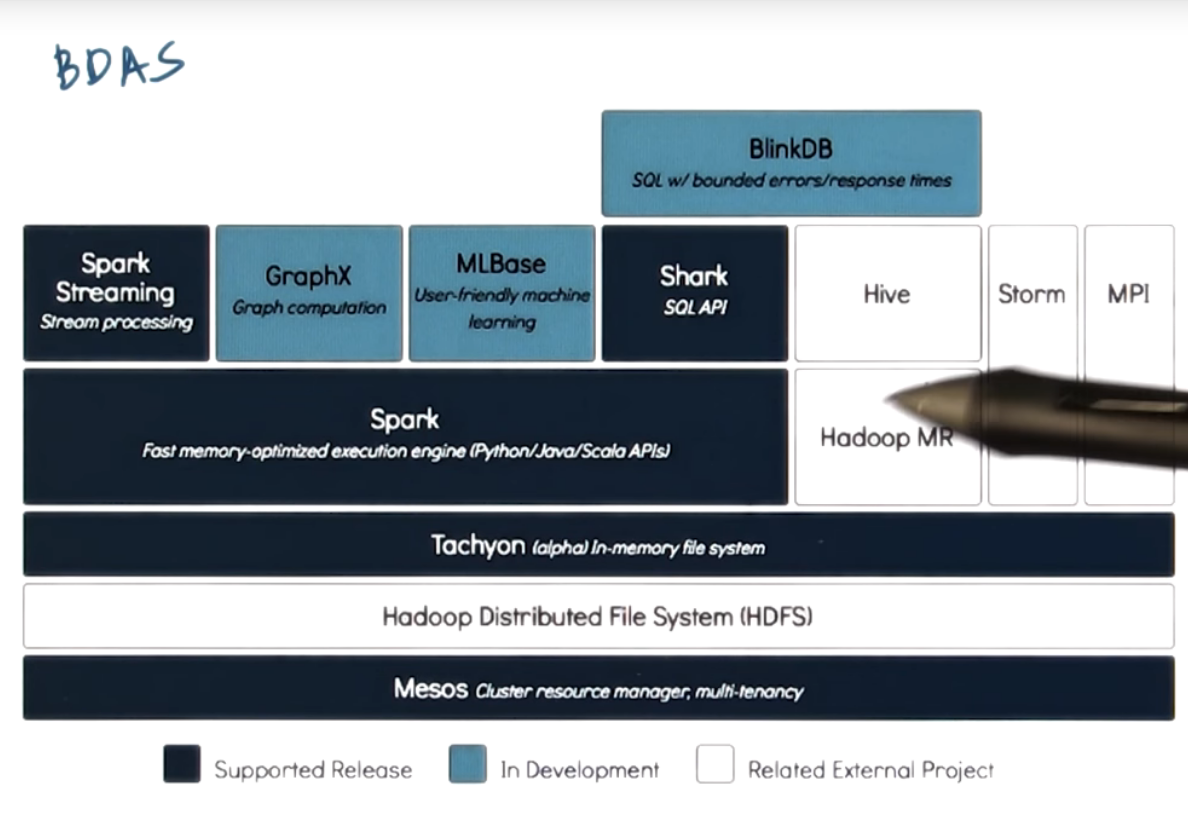 BDAS
BlinkDB
SQL w/ bounded errors/response times
Spark
Streaming
Stream processing
GraphX
Graph computation
MLBase
User-friendly machine
learning
Shark
SQL API
Hive
Storm
MPI
Spark
Fast memory-optimized execution engine (Python/Java/Scala APIs)
Hadoop MR
Tachyon (alpha) in-memory file system
Hadoop Distributed File System (HDFS)
Mesos Cluster resource manager, multi-tenancy
Supported Release
In Development
Related External Project